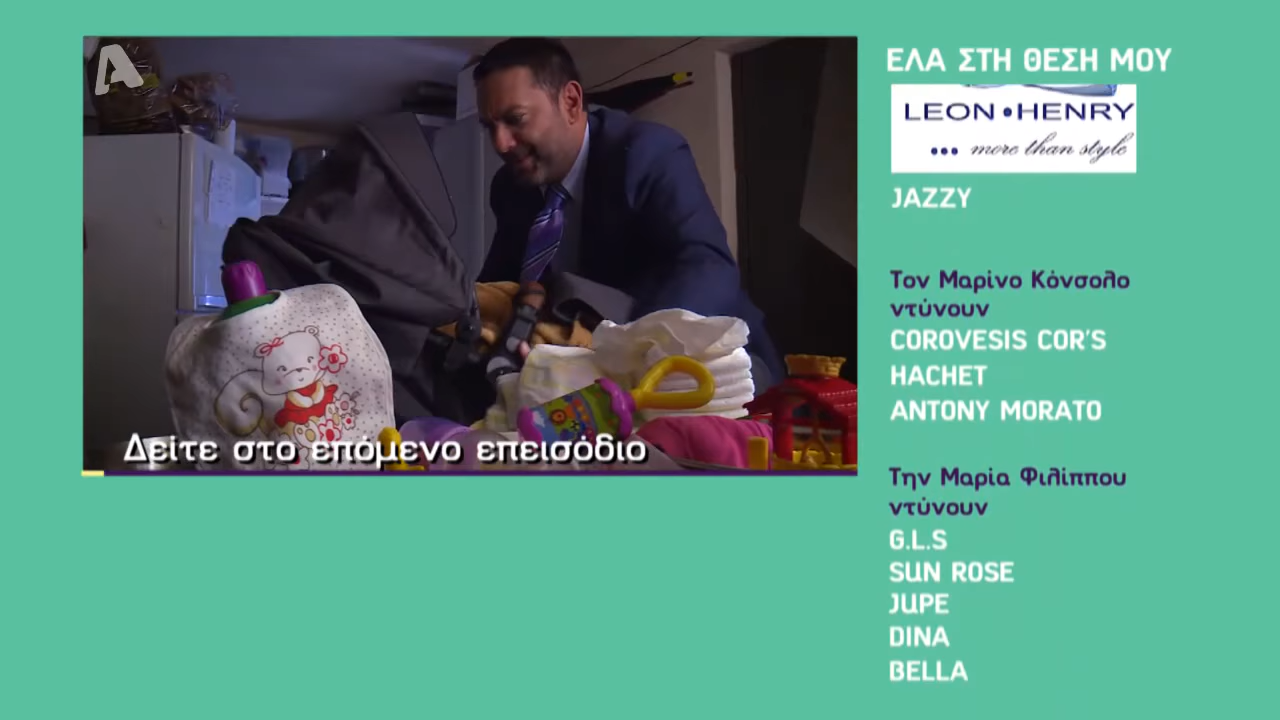 Δείτε στο επόμενο επεισόδιο
ΕΛΑ ΣΤΗ ΘΕΣΗ ΜΟΥ
LEON•HENRY
... more than style
JAZZY
Τον Μαρίνο Κόνσολο
ντύνουν
COROVESIS COR'S
HACHET
ANTONY MORATO
Την Μαρία Φιλίππου
ντύνουν
G.L.S
SUN ROSE
JUPE
DINA
BELLA